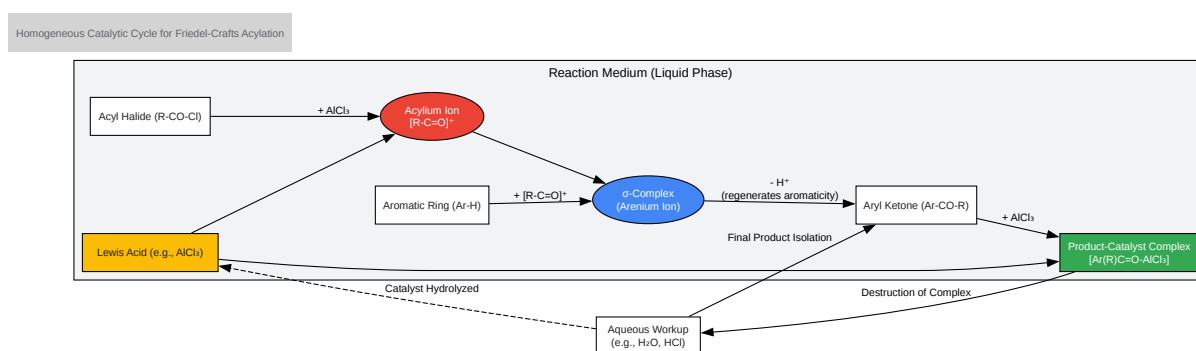 Homogeneous Catalytic Cycle for Friedel-Crafts Acylation
Reaction Medium (Liquid Phase)
Acyl Halide (R-CO-Cl)
+ AlCl₃
Acylium Ion
[R-C=O]⁺
Aromatic Ring (Ar-H)
+ [R-C=O]⁺
σ-Complex
(Arenium Ion)
- H⁺
(regenerates aromaticity)
Aryl Ketone (Ar-CO-R)
+ AlCl₃
Lewis Acid (e.g., AlCl₃)
Final Product Isolation
Product-Catalyst Complex
[Ar(R)C=O-AlCl₃]
Catalyst Hydrolyzed
Destruction of Complex
Aqueous Workup
(e.g., H₂O, HCl)